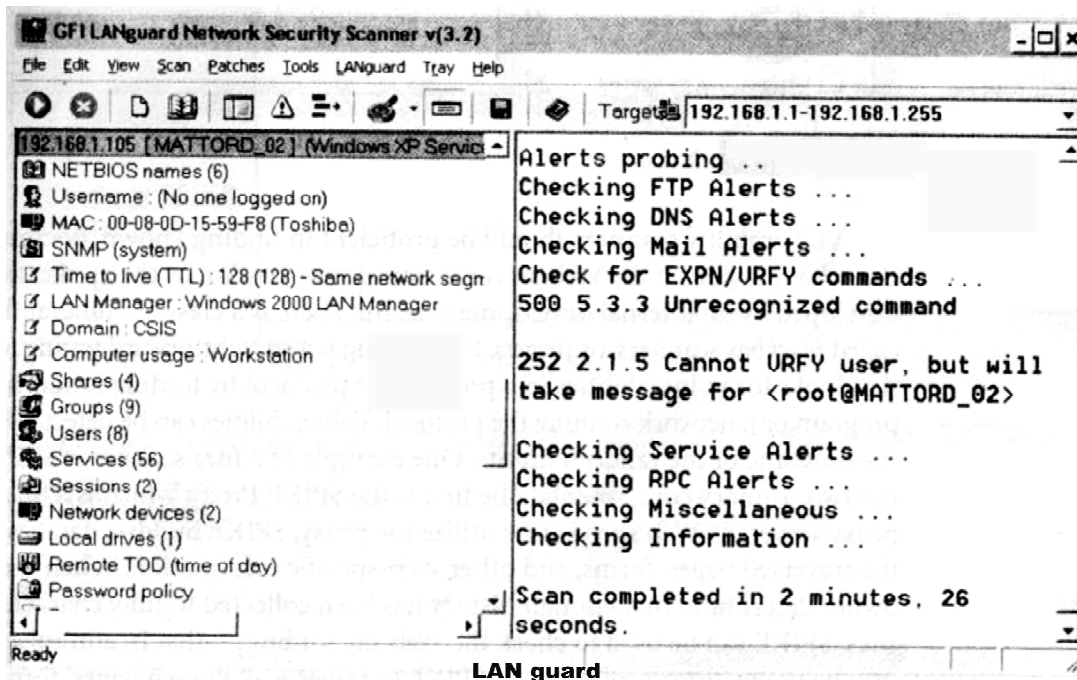 GFI LANguard Network Security Scanner v(3.2)
File Edit View Scan Patches Tools LANguard Tray Help
Targets 192.168.1.1-192.168.1.255
192.168.1.105 [ MATTORD_02 ] (Windows XP Servic
NETBIOS names (6)
Username : (No one logged on)
MAC : 00-08-0D-15-59-F8 (Toshiba)
SNMP (system)
Time to live (TTL) : 128 (128) - Same network segn
LAN Manager : Windows 2000 LAN Manager
Domain : CSIS
Computer usage : Workstation
Shares (4)
Groups (9)
Users (8)
Services (56)
Sessions (2)
Network devices (2)
Local drives (1)
Remote TOD (time of day)
Password policy
Ready
Alerts probing ...
Checking FTP Alerts ...
Checking DNS Alerts ...
Checking Mail Alerts ...
Check for EXPN/VRFY commands ...
500 5.3.3 Unrecognized command
252 2.1.5 Cannot VRFY user, but will
take message for <root@MATTORD_02>
Checking Service Alerts ...
Checking RPC Alerts ...
Checking Miscellaneous ...
Checking Information ...
Scan completed in 2 minutes, 26
seconds.
LAN guard